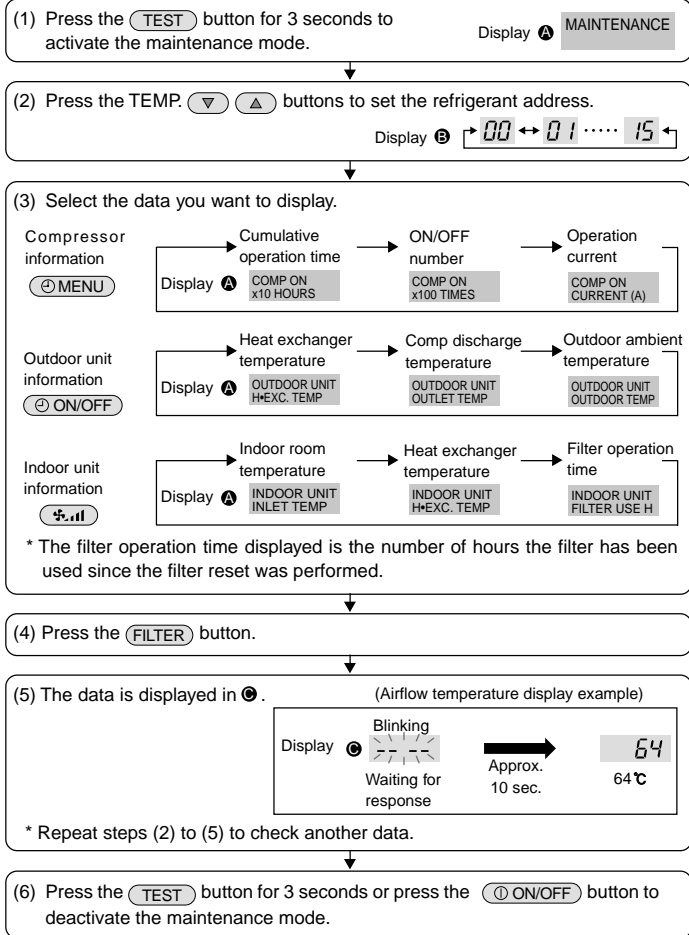 (1) Press the TEST button for 3 seconds to
activate the maintenance mode.
Display A MAINTENANCE
(2) Press the TEMP. ▽ △ buttons to set the refrigerant address.
Display B 00 ↔ 01 ····· 15
(3) Select the data you want to display.
Compressor
information
MENU
Cumulative
operation time
ON/OFF
number
Operation
current
Display A
COMP ON
x10 HOURS
COMP ON
x100 TIMES
COMP ON
CURRENT (A)
Outdoor unit
information
ON/OFF
Heat exchanger
temperature
Comp discharge
temperature
Outdoor ambient
temperature
Display A
OUTDOOR UNIT
H•EXC. TEMP
OUTDOOR UNIT
OUTLET TEMP
OUTDOOR UNIT
OUTDOOR TEMP
Indoor unit
information
Indoor room
temperature
Heat exchanger
temperature
Filter operation
time
Display A
INDOOR UNIT
INLET TEMP
INDOOR UNIT
H•EXC. TEMP
INDOOR UNIT
FILTER USE H
* The filter operation time displayed is the number of hours the filter has been
used since the filter reset was performed.
(4) Press the FILTER button.
(5) The data is displayed in C.
(Airflow temperature display example)
Blinking
Display C -- --
Waiting for
response
Approx.
10 sec.
64
64℃
* Repeat steps (2) to (5) to check another data.
(6) Press the TEST button for 3 seconds or press the ON/OFF button to
deactivate the maintenance mode.